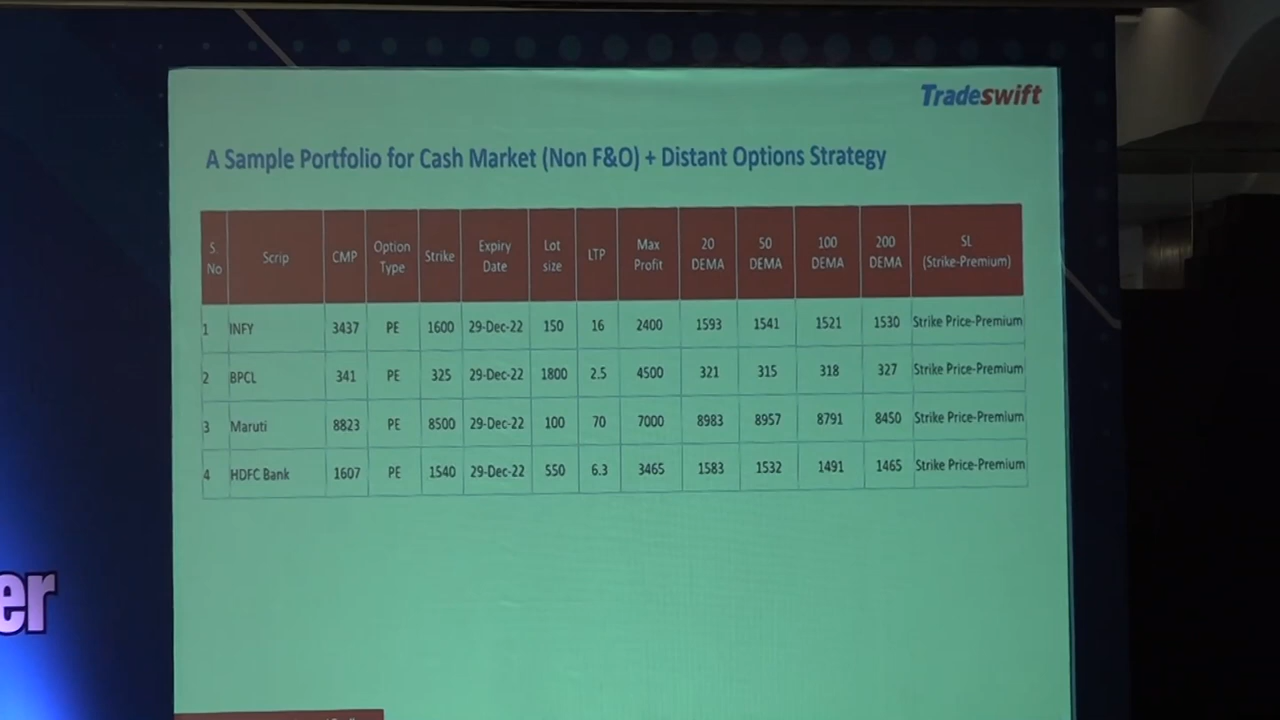 Tradeswift
A Sample Portfolio for Cash Market (Non F&O) + Distant Options Strategy
S. No Scrip CMP Option Type Strike Expiry Date Lot size LTP Max Profit 20 DEMA 50 DEMA 100 DEMA 200 DEMA SL (Strike-Premium)
1 INFY 3437 PE 1600 29-Dec-22 150 16 2400 1593 1541 1521 1530 Strike Price-Premium
2 BPCL 341 PE 325 29-Dec-22 1800 2.5 4500 321 315 318 327 Strike Price-Premium
3 Maruti 8823 PE 8500 29-Dec-22 100 70 7000 8983 8957 8791 8450 Strike Price-Premium
4 HDFC Bank 1607 PE 1540 29-Dec-22 550 6.3 3465 1583 1532 1491 1465 Strike Price-Premium
er